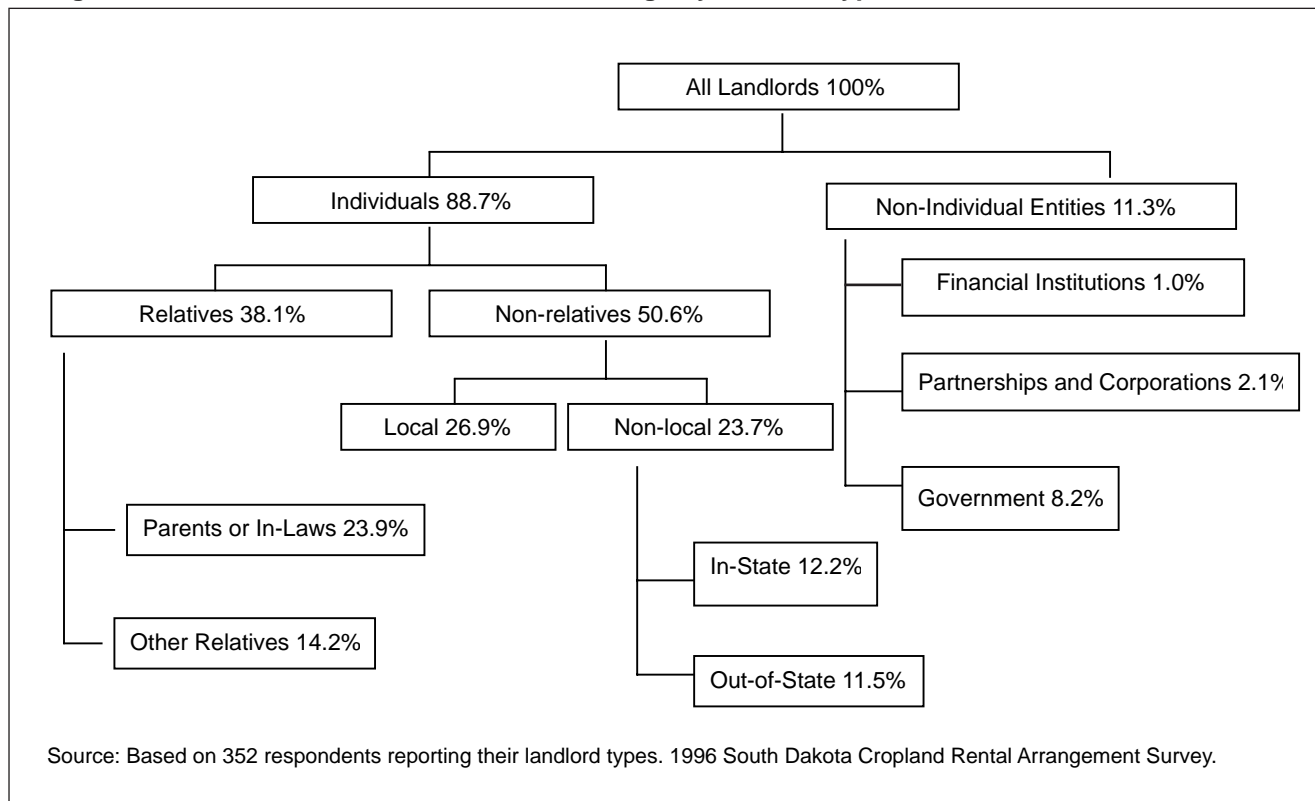 All Landlords 100%
Individuals 88.7%
Non-Individual Entities 11.3%
Financial Institutions 1.0%
Relatives 38.1%
Non-relatives 50.6%
Partnerships and Corporations 2.1%
Local 26.9%
Non-local 23.7%
Government 8.2%
Parents or In-Laws 23.9%
In-State 12.2%
Other Relatives 14.2%
Out-of-State 11.5%
Source: Based on 352 respondents reporting their landlord types. 1996 South Dakota Cropland Rental Arrangement Survey.